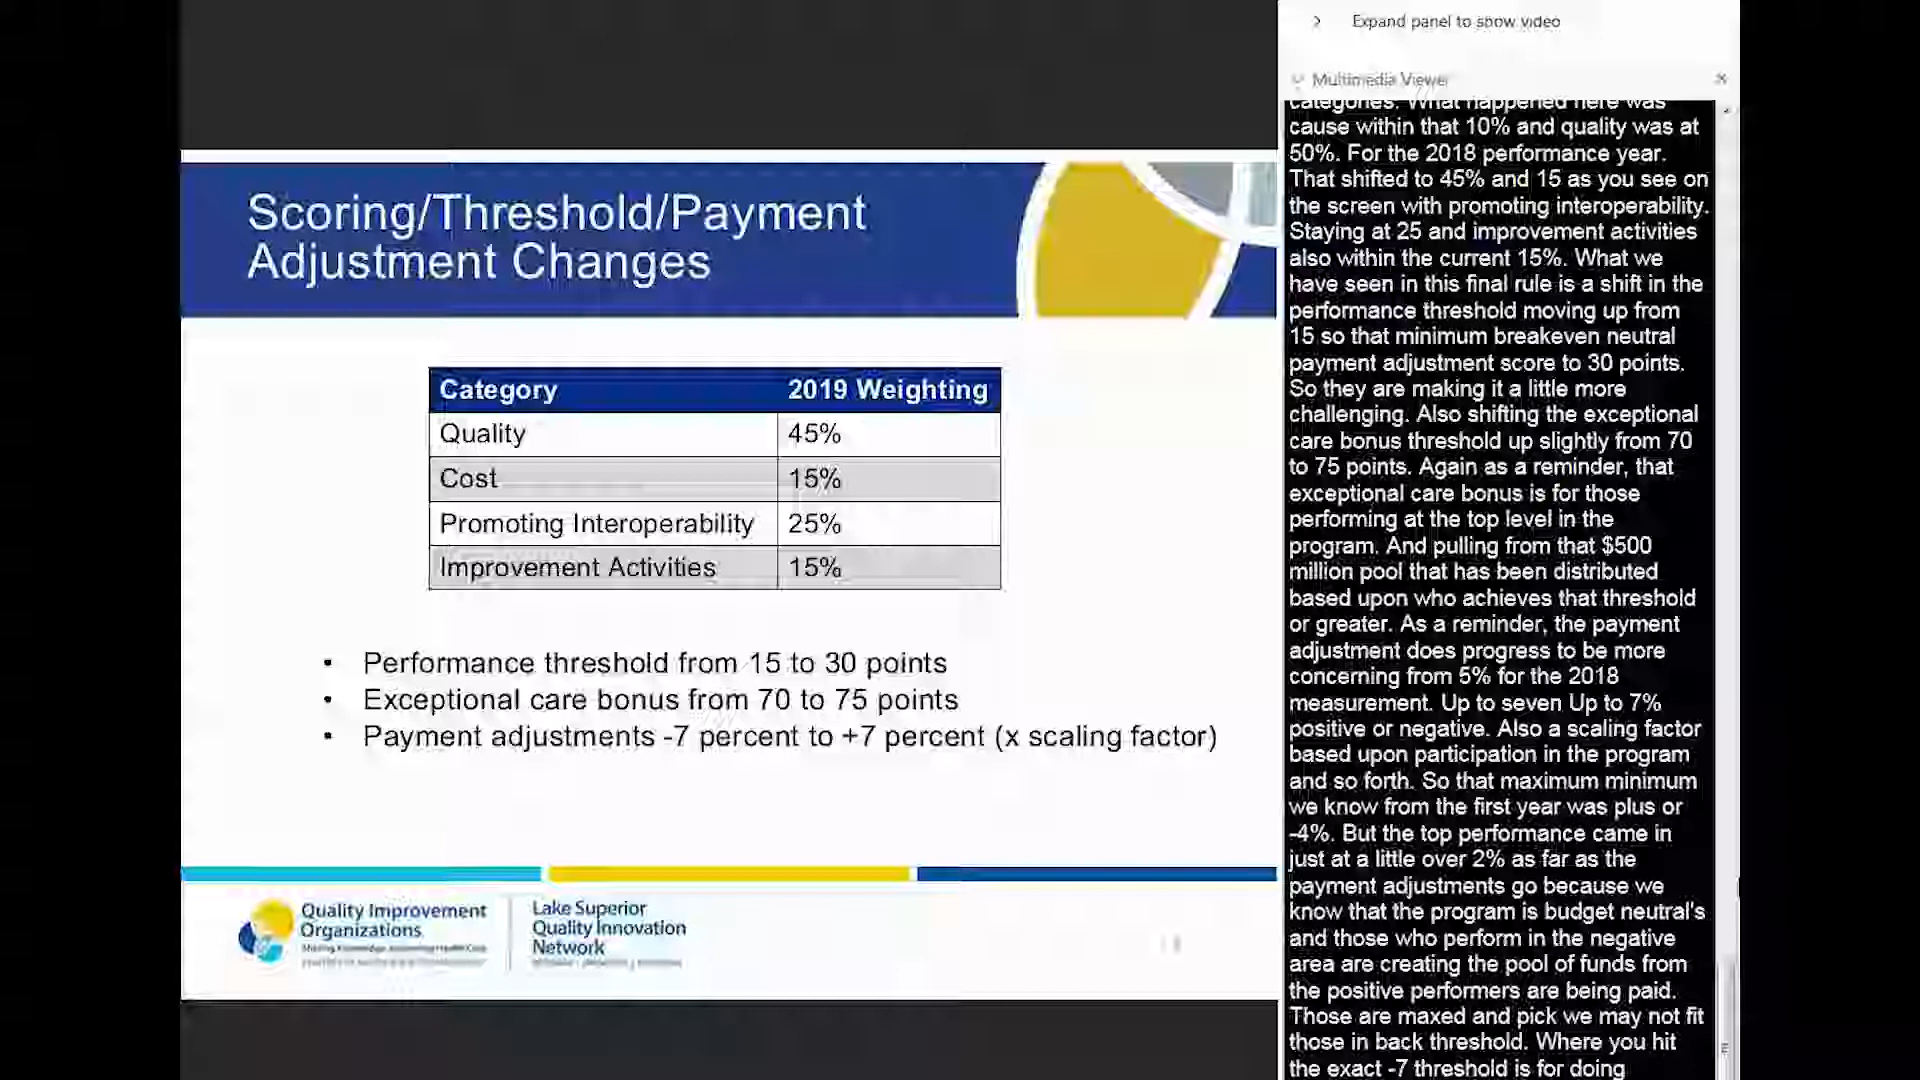 Scoring/Threshold/Payment
Adjustment Changes
Category 2019 Weighting
Quality 45%
Cost 15%
Promoting Interoperability 25%
Improvement Activities 15%
• Performance threshold from 15 to 30 points
• Exceptional care bonus from 70 to 75 points
• Payment adjustments -7 percent to +7 percent (x scaling factor)
Quality Improvement
Organizations
Lake Superior
Quality Innovation
Network
Expand panel to show video
Multimedia Viewer
categories. What happened here was
cause within that 10% and quality was at
50%. For the 2018 performance year.
That shifted to 45% and 15 as you see on
the screen with promoting interoperability.
Staying at 25 and improvement activities
also within the current 15%. What we
have seen in this final rule is a shift in the
performance threshold moving up from
15 so that minimum breakeven neutral
payment adjustment score to 30 points.
So they are making it a little more
challenging. Also shifting the exceptional
care bonus threshold up slightly from 70
to 75 points. Again as a reminder, that
exceptional care bonus is for those
performing at the top level in the
program. And pulling from that $500
million pool that has been distributed
based upon who achieves that threshold
or greater. As a reminder, the payment
adjustment does progress to be more
concerning from 5% for the 2018
measurement. Up to seven Up to 7%
positive or negative. Also a scaling factor
based upon participation in the program
and so forth. So that maximum minimum
we know from the first year was plus or
-4%. But the top performance came in
just at a little over 2% as far as the
payment adjustments go because we
know that the program is budget neutral's
and those who perform in the negative
area are creating the pool of funds from
the positive performers are being paid.
Those are maxed and pick we may not fit
those in back threshold. Where you hit
the exact -7 threshold is for doing